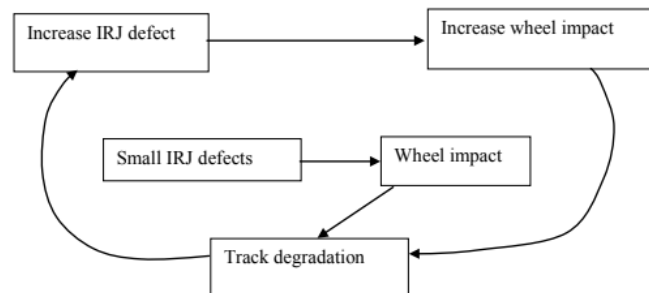 Increase IRJ defect
Increase wheel impact
Small IRJ defects
Wheel impact
Track degradation